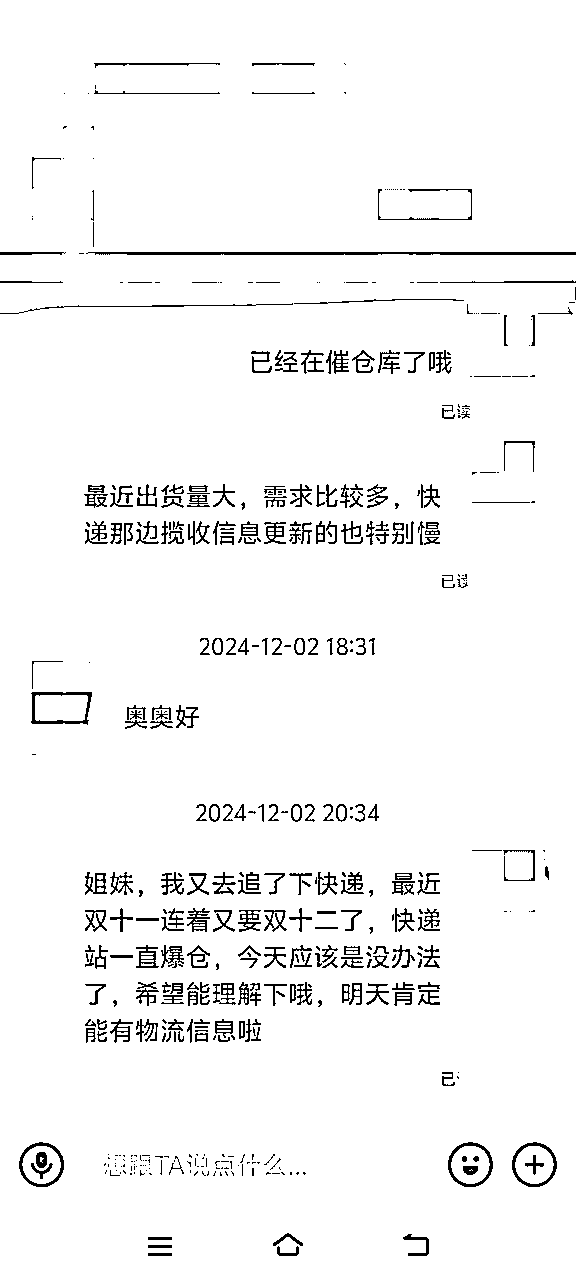 已经在催仓库了哦
已读
最近出货量大，需求比较多，快
递那边揽收信息更新的也特别慢
已读
2024-12-02 18:31
奥奥好
2024-12-02 20:34
姐妹，我又去追了下快递，最近
双十一连着又要双十二了，快递
站一直爆仓，今天应该是没办法
了，希望能理解下哦，明天肯定
能有物流信息啦
已
想跟TA说点什么...